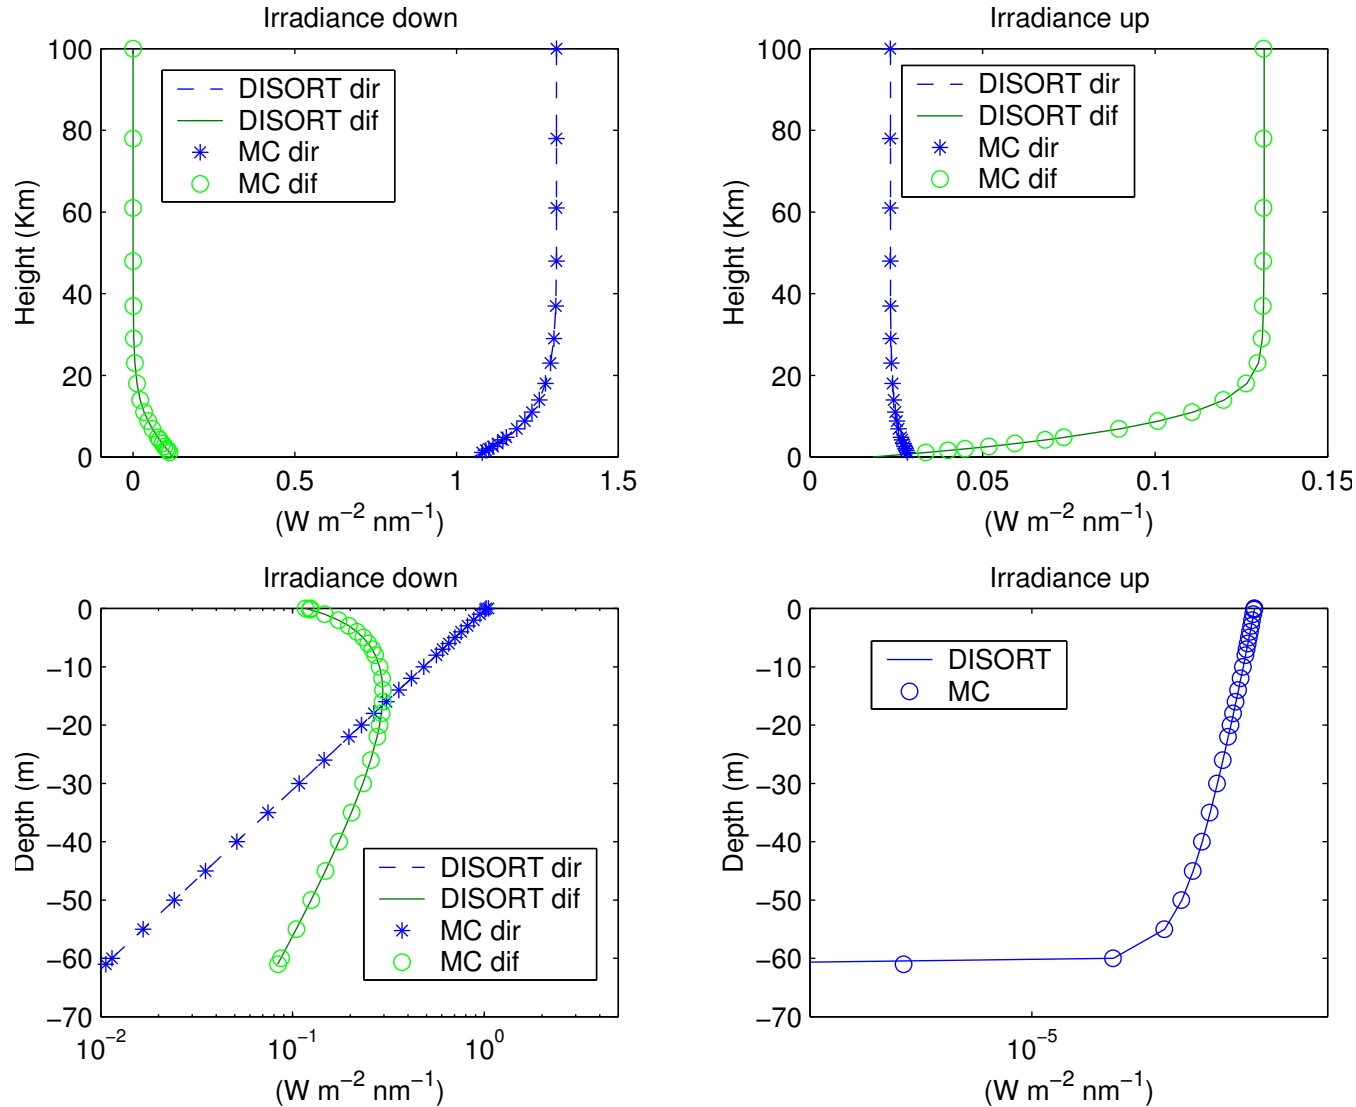 Irradiance down
100
80
60
40
20
0
Height (Km)
DISORT dir
DISORT dif
MC dir
MC dif
0
0.5
1
1.5
(W m−2 nm−1)
Irradiance up
100
80
60
40
20
0
Height (Km)
DISORT dir
DISORT dif
MC dir
MC dif
0
0.05
0.1
0.15
(W m−2 nm−1)
Irradiance down
0
−10
−20
−30
−40
−50
−60
−70
Depth (m)
DISORT dir
DISORT dif
MC dir
MC dif
10−2
10−1
100
(W m−2 nm−1)
Irradiance up
0
−10
−20
−30
−40
−50
−60
−70
Depth (m)
DISORT
MC
10−5
(W m−2 nm−1)